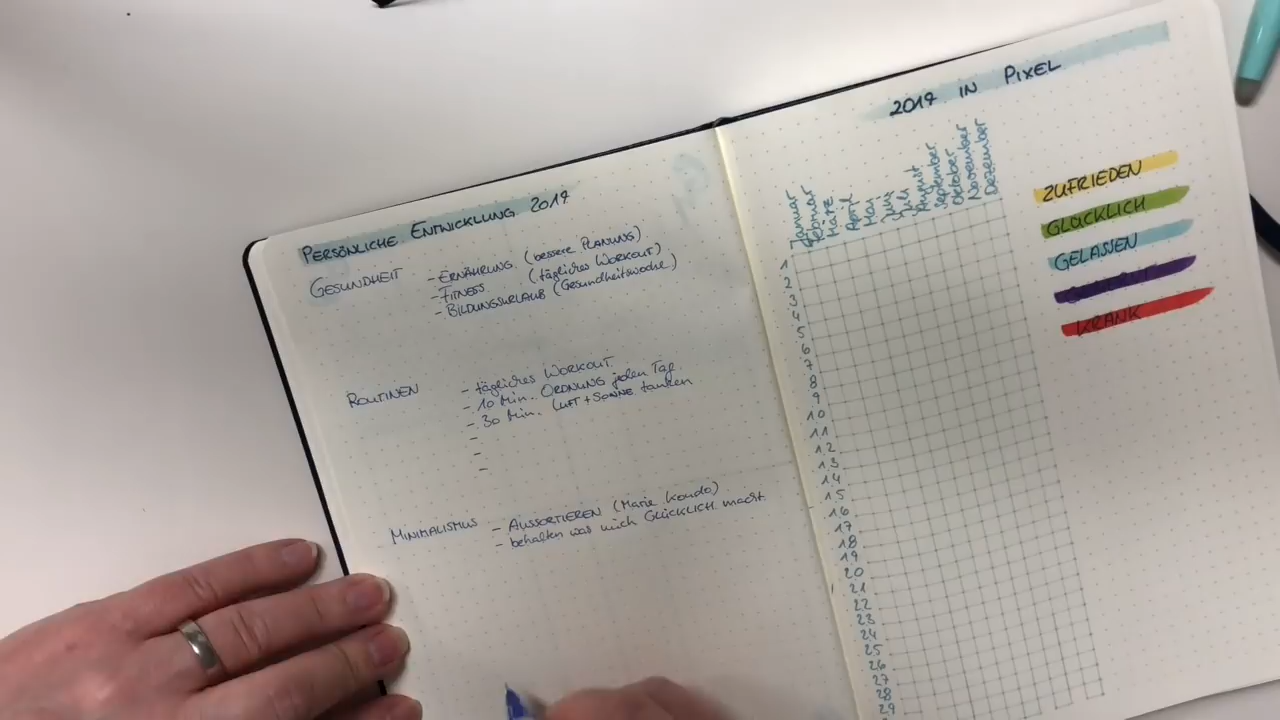 PERSÖNLICHE ENTWICKLUNG 2019
GESUNDHEIT - ERNÄHRUNG (bessere PLANUNG)
- FITNESS (tägliches WORKOUT)
- BILDUNGSURLAUB (Gesundheitswoche)
ROUTINEN - tägliches WORKOUT
- 10 Min. ORDNUNG jeden Tag
- 30 Min. LUFT + SONNE tanken
-
-
-
MINIMALISMUS - AUSSORTIEREN (Marie Kondo)
- behalten was mich GLÜCKLICH macht
2019 IN PIXEL
Januar
Februar
März
April
Mai
Juni
Juli
August
September
Oktober
November
Dezember
1
2
3
4
5
6
7
8
9
10
11
12
13
14
15
16
17
18
19
20
21
22
23
24
25
26
27
28
29
ZUFRIEDEN
GLÜCKLICH
GELASSEN
KRANK